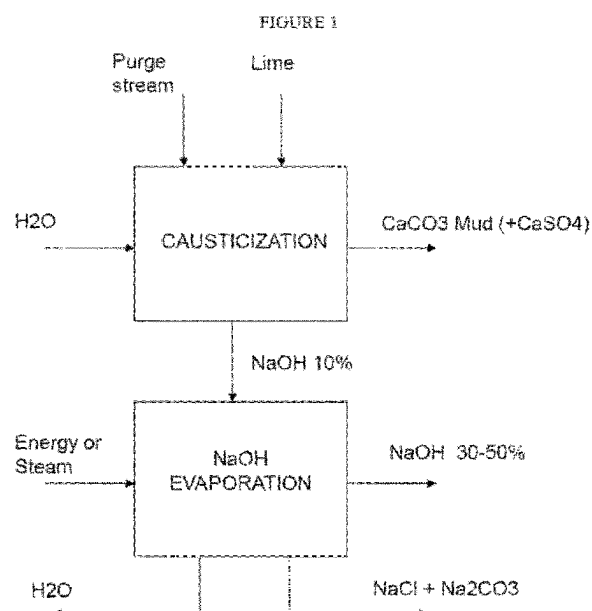 FIGURE 1
Purge
stream
Lime
H2O
CAUSTICIZATION
CaCO3 Mud (+CaSO4)
NaOH 10%
Energy or
Steam
NaOH
EVAPORATION
NaOH 30-50%
H2O
NaCl + Na2CO3